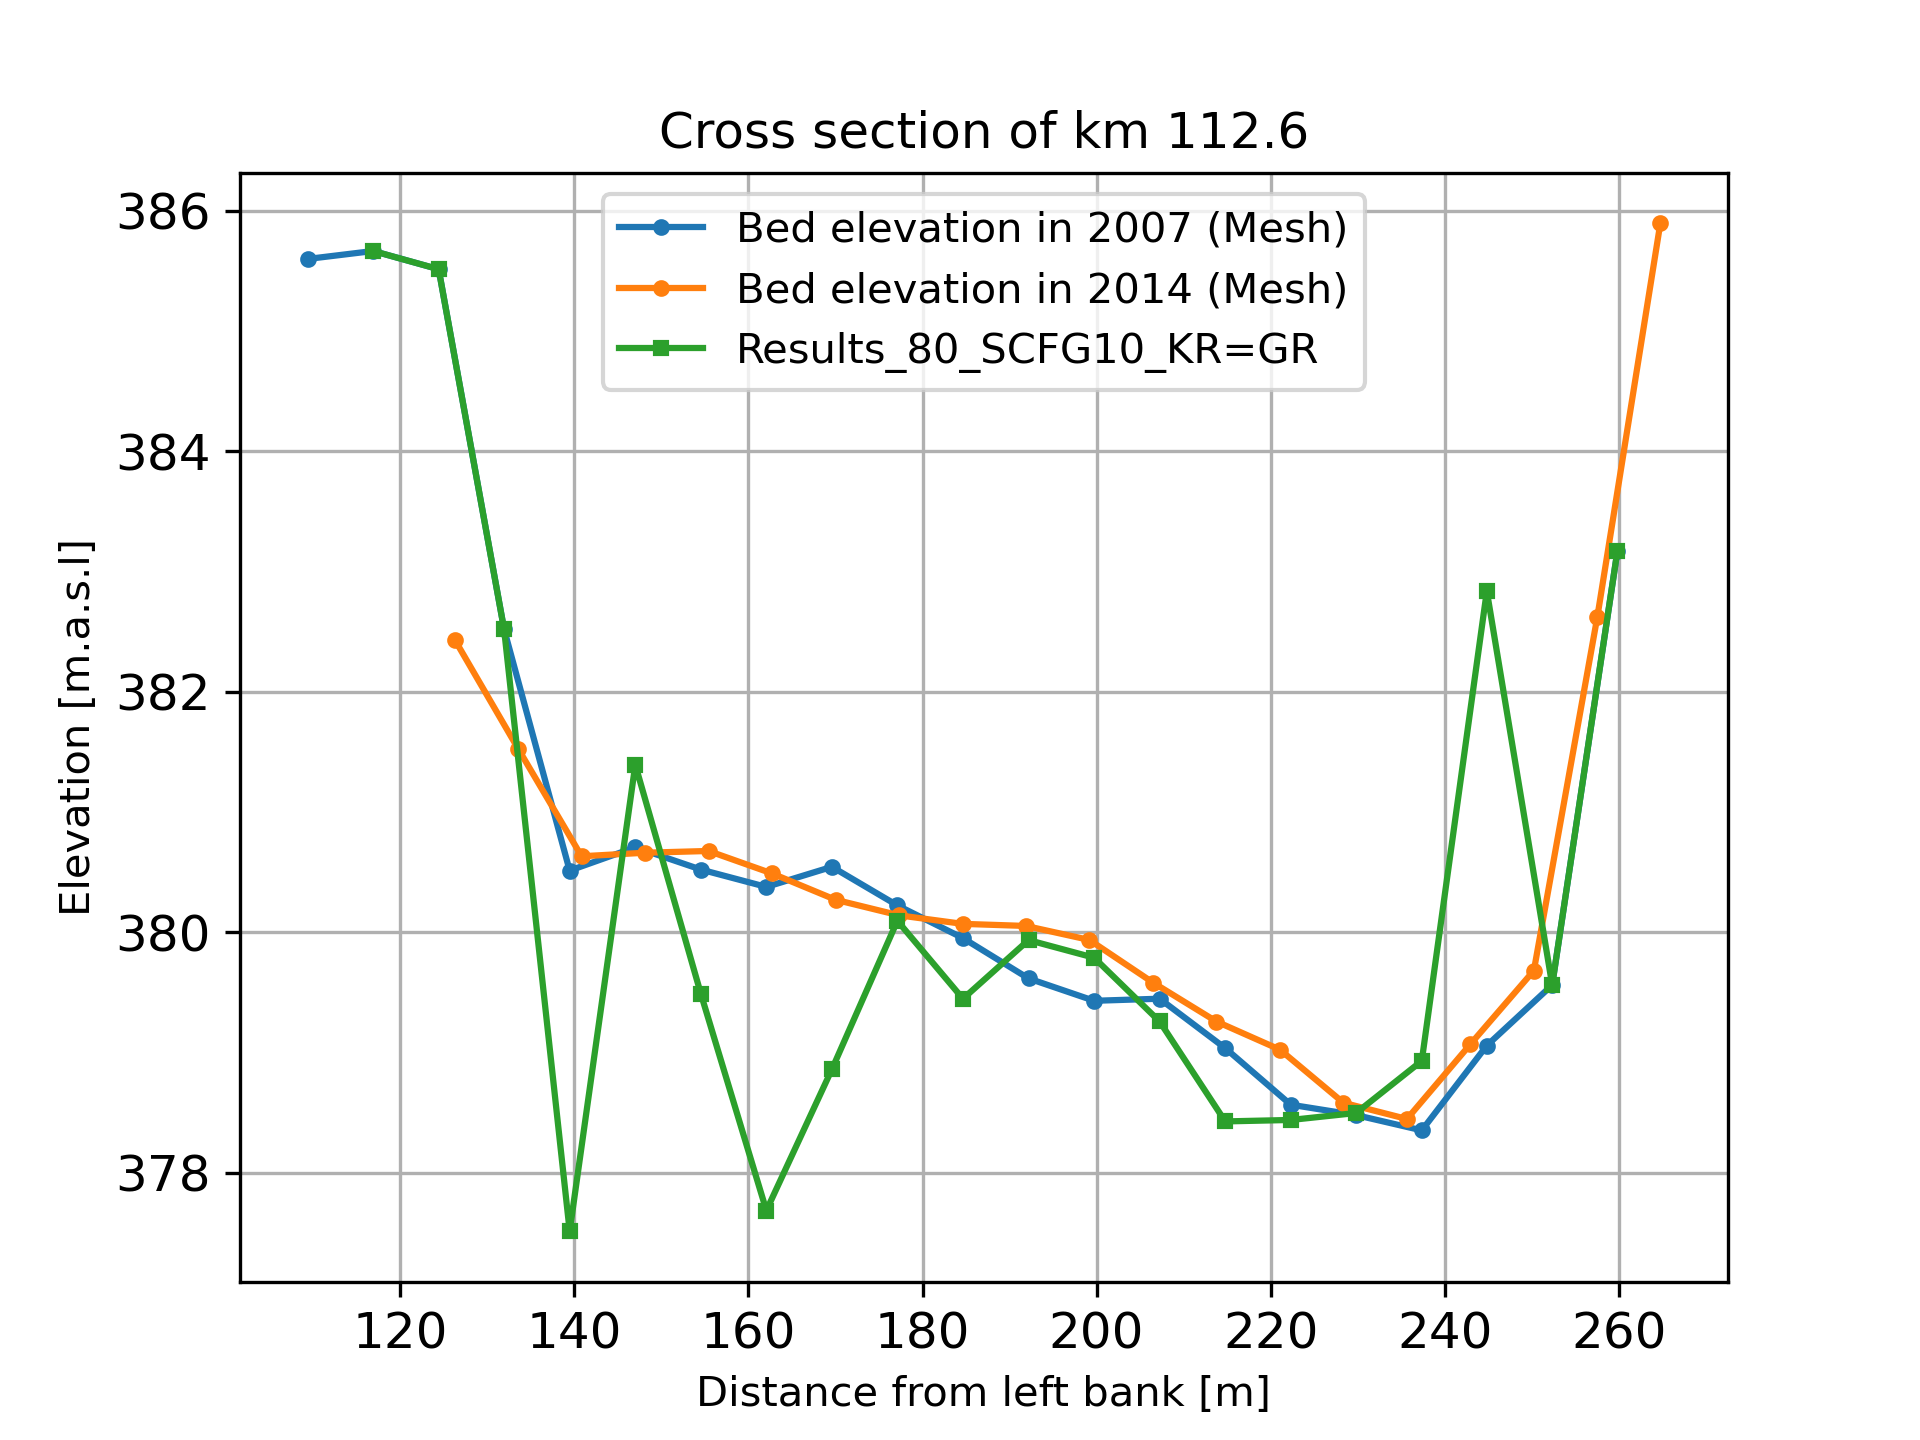 Cross section of km 112.6
Bed elevation in 2007 (Mesh)
Bed elevation in 2014 (Mesh)
Results_80_SCFG10_KR=GR
Elevation [m.a.s.l]
386
384
382
380
378
120 140 160 180 200 220 240 260
Distance from left bank [m]